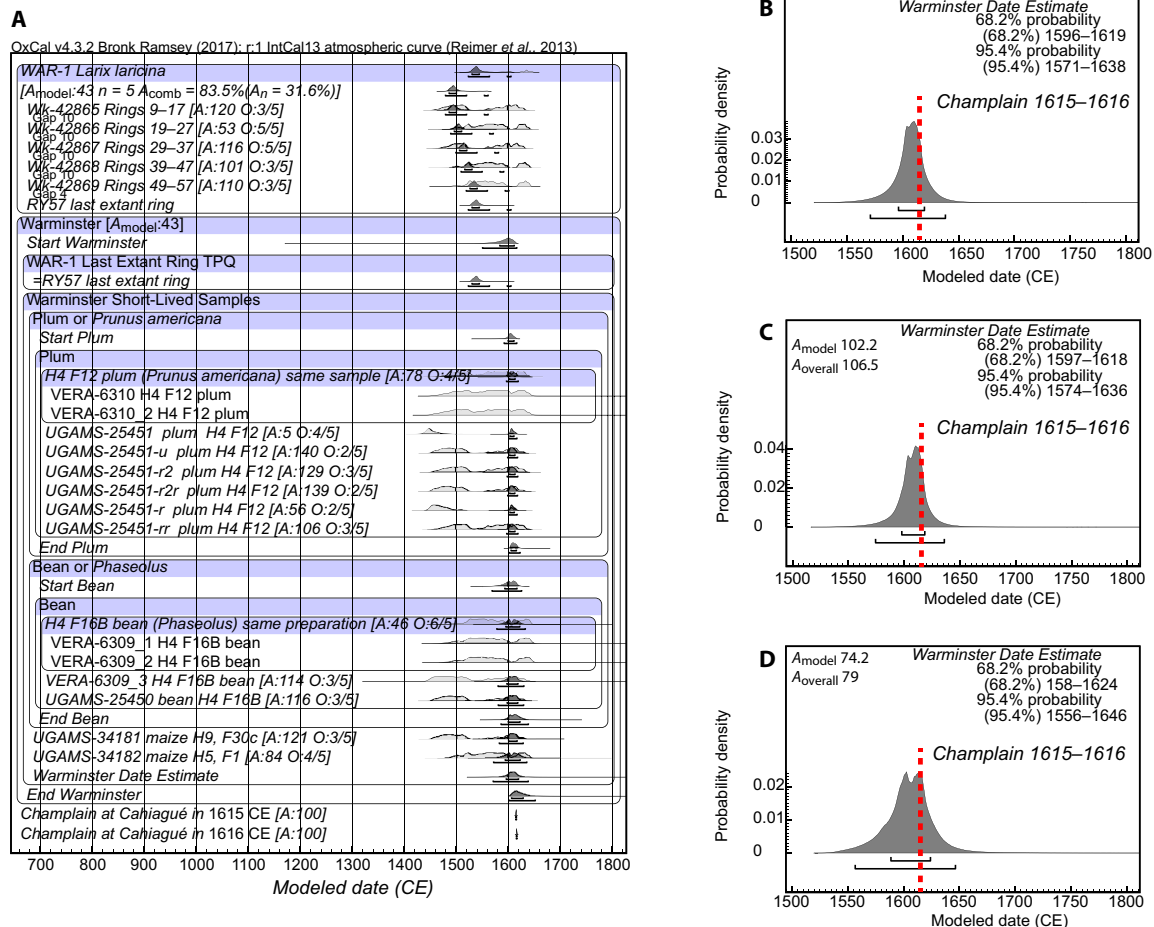 A
OxCal v4.3.2 Bronk Ramsey (2017); r:1 IntCal13 atmospheric curve (Reimer et al., 2013)
WAR-1 Larix laricina
[Amodel:43 n = 5 Acomb = 83.5%(An = 31.6%)]
Wk-42865 Rings 9–17 [A:120 O:3/5]
Gap 10
Wk-42866 Rings 19–27 [A:53 O:5/5]
Gap 10
Wk-42867 Rings 29–37 [A:116 O:5/5]
Gap 10
Wk-42868 Rings 39–47 [A:101 O:3/5]
Gap 10
Wk-42869 Rings 49–57 [A:110 O:3/5]
Gap 4
RY57 last extant ring
Warminster [Amodel:43]
Start Warminster
WAR-1 Last Extant Ring TPQ
=RY57 last extant ring
Warminster Short-Lived Samples
Plum or Prunus americana
Start Plum
Plum
H4 F12 plum (Prunus americana) same sample [A:78 O:4/5]
VERA-6310 H4 F12 plum
VERA-6310_2 H4 F12 plum
UGAMS-25451 plum H4 F12 [A:5 O:4/5]
UGAMS-25451-u plum H4 F12 [A:140 O:2/5]
UGAMS-25451-r2 plum H4 F12 [A:129 O:3/5]
UGAMS-25451-r2r plum H4 F12 [A:139 O:2/5]
UGAMS-25451-r plum H4 F12 [A:56 O:2/5]
UGAMS-25451-rr plum H4 F12 [A:106 O:3/5]
End Plum
Bean or Phaseolus
Start Bean
Bean
H4 F16B bean (Phaseolus) same preparation [A:46 O:6/5]
VERA-6309_1 H4 F16B bean
VERA-6309_2 H4 F16B bean
VERA-6309_3 H4 F16B bean [A:114 O:3/5]
UGAMS-25450 bean H4 F16B [A:116 O:3/5]
End Bean
UGAMS-34181 maize H9, F30c [A:121 O:3/5]
UGAMS-34182 maize H5, F1 [A:84 O:4/5]
Warminster Date Estimate
End Warminster
Champlain at Cahiagué in 1615 CE [A:100]
Champlain at Cahiagué in 1616 CE [A:100]
700 800 900 1000 1100 1200 1300 1400 1500 1600 1700 1800
Modeled date (CE)
B
Warminster Date Estimate
68.2% probability
(68.2%) 1596–1619
95.4% probability
(95.4%) 1571–1638
Champlain 1615–1616
Probability density
0.03
0.02
0.01
0
1500 1550 1600 1650 1700 1750 1800
Modeled date (CE)
C
Amodel 102.2
Aoverall 106.5
Warminster Date Estimate
68.2% probability
(68.2%) 1597–1618
95.4% probability
(95.4%) 1574–1636
Champlain 1615–1616
Probability density
0.04
0.02
0
1500 1550 1600 1650 1700 1750 1800
Modeled date (CE)
D
Amodel 74.2
Aoverall 79
Warminster Date Estimate
68.2% probability
(68.2%) 158–1624
95.4% probability
(95.4%) 1556–1646
Champlain 1615–1616
Probability density
0.02
0.01
0
1500 1550 1600 1650 1700 1750 1800
Modeled date (CE)